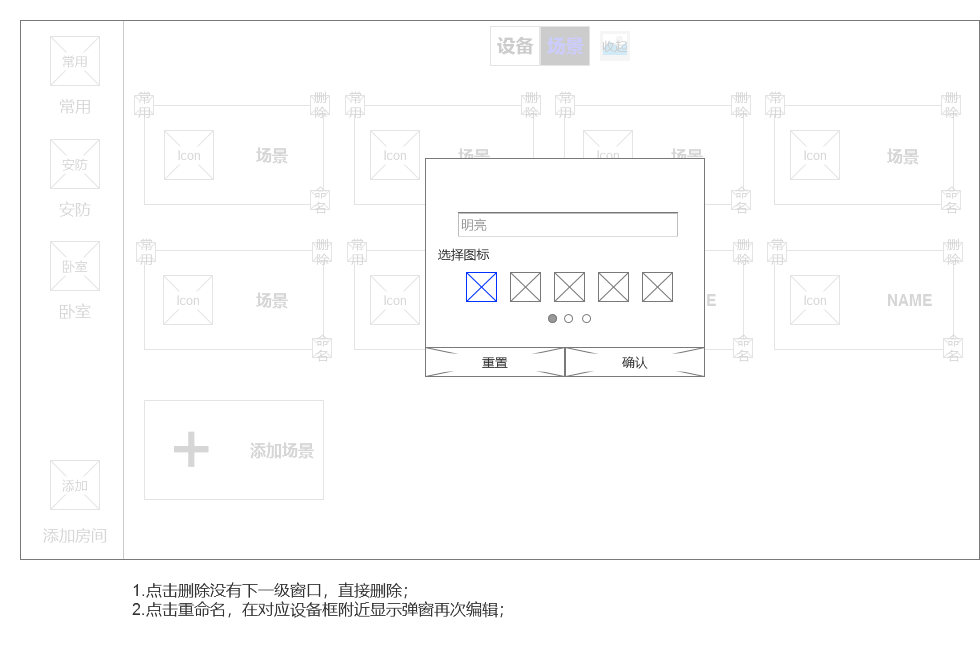 设备 场景 收起
常用
常用
安防
安防
卧室
卧室
添加
添加房间
常用 删除 常用 删除 常用 删除 常用 删除
Icon 场景 Icon 场景 Icon 场景 Icon 场景
命名 命名 命名
常用 删除 常用 删除 常用 删除
Icon 场景 Icon E Icon NAME
命名 命名 命名
添加场景
明亮
选择图标
重置 确认
1.点击删除没有下一级窗口，直接删除；
2.点击重命名，在对应设备框附近显示弹窗再次编辑；